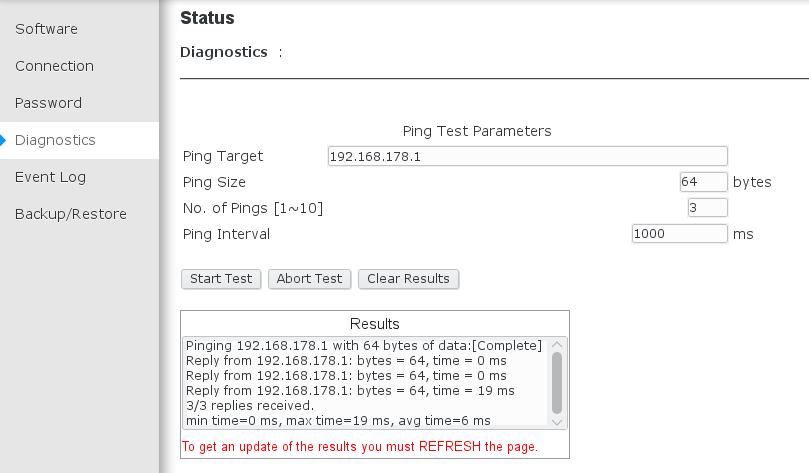 Software
Connection
Password
Diagnostics
Event Log
Backup/Restore
Status
Diagnostics :
Ping Test Parameters
Ping Target 192.168.178.1
Ping Size 64 bytes
No. of Pings [1~10] 3
Ping Interval 1000 ms
Start Test Abort Test Clear Results
Results
Pinging 192.168.178.1 with 64 bytes of data:[Complete]
Reply from 192.168.178.1: bytes = 64, time = 0 ms
Reply from 192.168.178.1: bytes = 64, time = 0 ms
Reply from 192.168.178.1: bytes = 64, time = 19 ms
3/3 replies received.
min time=0 ms, max time=19 ms, avg time=6 ms
To get an update of the results you must REFRESH the page.